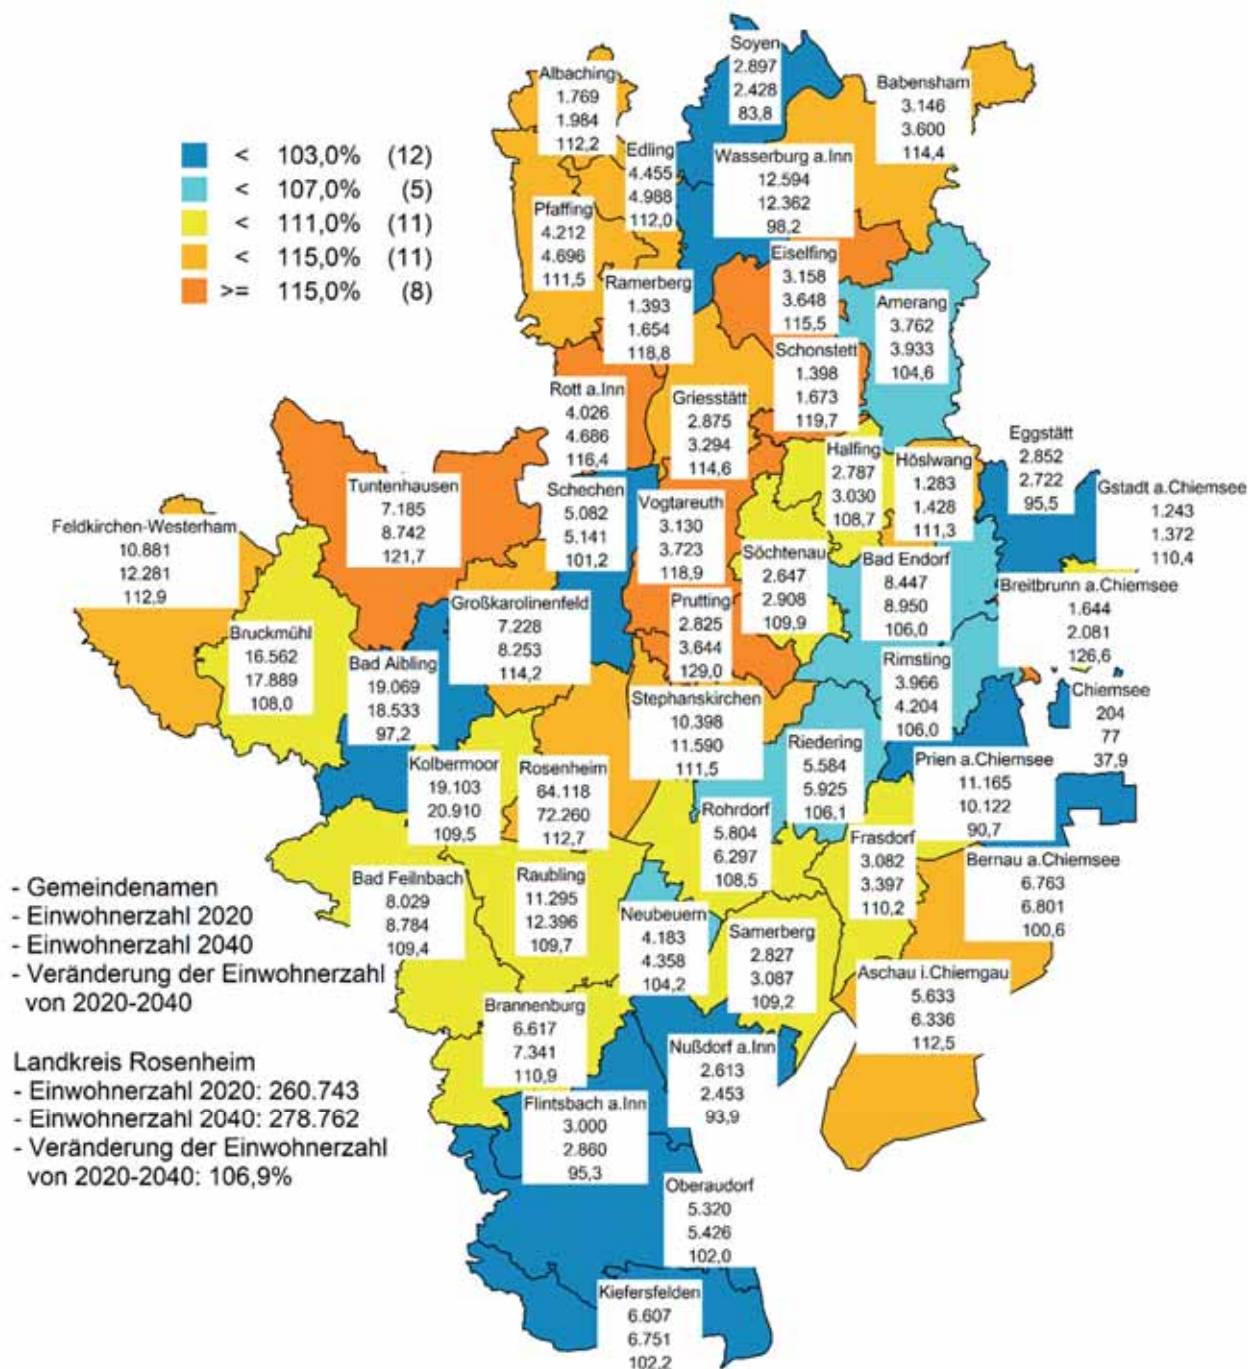 Soyen
2.897
2.428
83,8
Albaching
1.769
1.984
112,2
Babensham
3.146
3.600
114,4
< 103,0% (12)
< 107,0% (5)
< 111,0% (11)
< 115,0% (11)
>= 115,0% (8)
Edling
4.455
4.988
112,0
Wasserburg a.Inn
12.594
12.362
98,2
Pfaffing
4.212
4.696
111,5
Eiselfing
3.158
3.648
115,5
Ramerberg
1.393
1.654
118,8
Amerang
3.762
3.933
104,6
Schonstett
1.398
1.673
119,7
Rott a.Inn
4.026
4.686
116,4
Griesstätt
2.875
3.294
114,6
Eggstätt
2.852
2.722
95,5
Halfing
2.787
3.030
108,7
Höslwang
1.283
1.428
111,3
Gstadt a.Chiemsee
1.243
1.372
110,4
Tuntenhausen
7.185
8.742
121,7
Schechen
5.082
5.141
101,2
Vogtareuth
3.130
3.723
118,9
Feldkirchen-Westerham
10.881
12.281
112,9
Söchtenau
2.647
2.908
109,9
Bad Endorf
8.447
8.950
106,0
Breitbrunn a.Chiemsee
1.644
2.081
126,6
Großkarolinenfeld
7.228
8.253
114,2
Prutting
2.825
3.644
129,0
Bruckmühl
16.562
17.889
108,0
Bad Aibling
19.069
18.533
97,2
Rimsting
3.966
4.204
106,0
Stephanskirchen
10.398
11.590
111,5
Chiemsee
204
77
37,9
Riedering
5.584
5.925
106,1
Prien a.Chiemsee
11.165
10.122
90,7
Kolbermoor
19.103
20.910
109,5
Rosenheim
64.118
72.260
112,7
Rohrdorf
5.804
6.297
108,5
Frasdorf
3.082
3.397
110,2
Bernau a.Chiemsee
6.763
6.801
100,6
Bad Feilnbach
8.029
8.784
109,4
Raubling
11.295
12.396
109,7
Neubeuern
4.183
4.358
104,2
Samerberg
2.827
3.087
109,2
Aschau i.Chiemgau
5.633
6.336
112,5
- Gemeindenamen
- Einwohnerzahl 2020
- Einwohnerzahl 2040
- Veränderung der Einwohnerzahl
von 2020-2040
Brannenburg
6.617
7.341
110,9
Nußdorf a.Inn
2.613
2.453
93,9
Landkreis Rosenheim
- Einwohnerzahl 2020: 260.743
- Einwohnerzahl 2040: 278.762
- Veränderung der Einwohnerzahl
von 2020-2040: 106,9%
Flintsbach a.Inn
3.000
2.860
95,3
Oberaudorf
5.320
5.426
102,0
Kiefersfelden
6.607
6.751
102,2